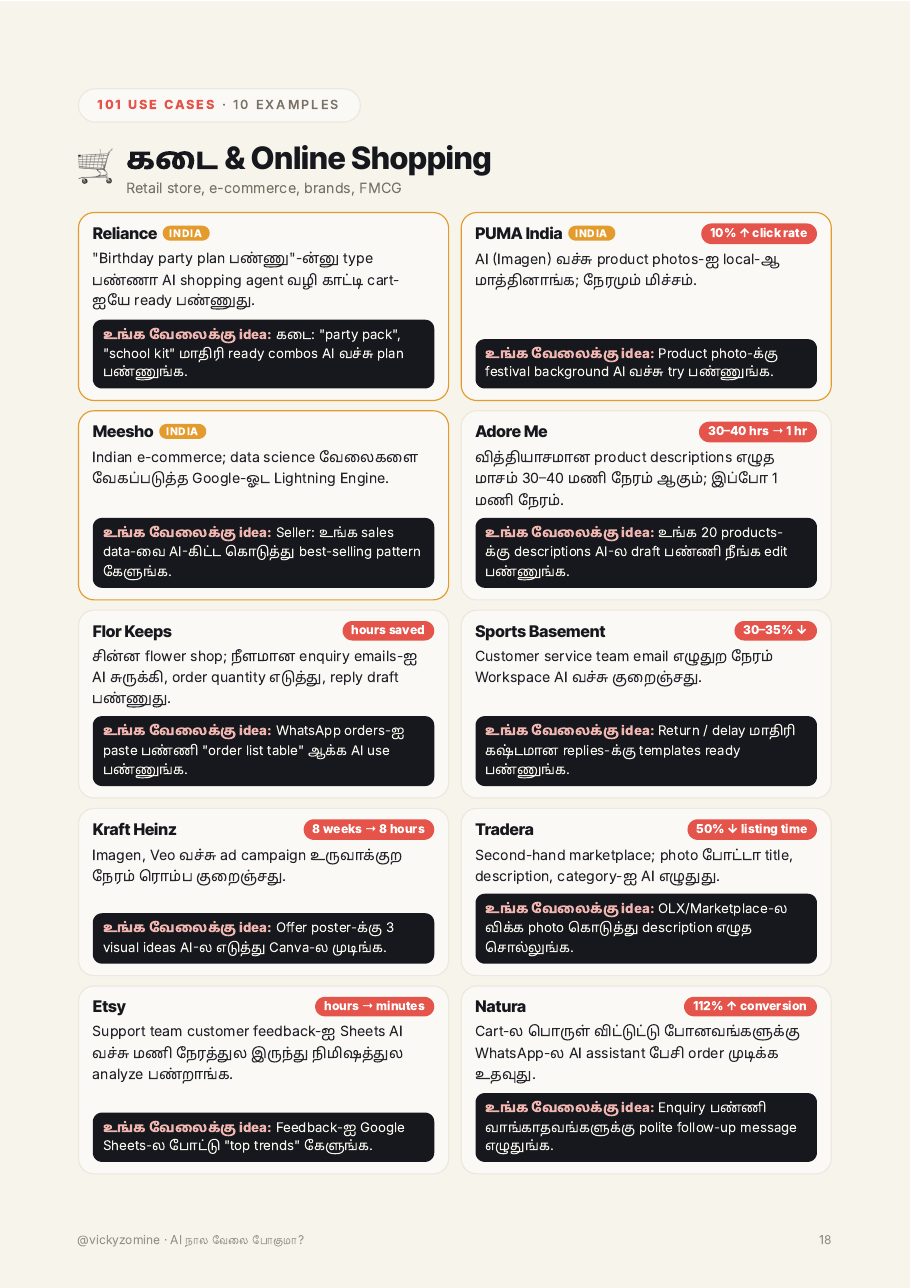 101 USE CASES · 10 EXAMPLES
கடை & Online Shopping
Retail store, e-commerce, brands, FMCG
Reliance INDIA
"Birthday party plan பண்ணு"-ன்னு type
பண்ணா AI shopping agent வழி காட்டி cart-
ஐயே ready பண்ணுது.
உங்க வேலைக்கு idea: கடை: "party pack",
"school kit" மாதிரி ready combos AI வச்சு plan
பண்ணுங்க.
PUMA India INDIA 10% ↑ click rate
AI (Imagen) வச்சு product photos-ஐ local-ஆ
மாத்தினாங்க; நேரமும் மிச்சம்.
உங்க வேலைக்கு idea: Product photo-க்கு
festival background AI வச்சு try பண்ணுங்க.
Meesho INDIA
Indian e-commerce; data science வேலைகளை
வேகப்படுத்த Google-ஓட Lightning Engine.
உங்க வேலைக்கு idea: Seller: உங்க sales
data-வை AI-கிட்ட கொடுத்து best-selling pattern
கேளுங்க.
Adore Me 30–40 hrs → 1 hr
வித்தியாசமான product descriptions எழுத
மாசம் 30–40 மணி நேரம் ஆகும்; இப்போ 1
மணி நேரம்.
உங்க வேலைக்கு idea: உங்க 20 products-
க்கு descriptions AI-ல draft பண்ணி நீங்க edit
பண்ணுங்க.
Flor Keeps hours saved
சின்ன flower shop; நீளமான enquiry emails-ஐ
AI சுருக்கி, order quantity எடுத்து, reply draft
பண்ணுது.
உங்க வேலைக்கு idea: WhatsApp orders-ஐ
paste பண்ணி "order list table" ஆக்க AI use
பண்ணுங்க.
Sports Basement 30–35% ↓
Customer service team email எழுதுற நேரம்
Workspace AI வச்சு குறைஞ்சது.
உங்க வேலைக்கு idea: Return / delay மாதிரி
கஷ்டமான replies-க்கு templates ready
பண்ணுங்க.
Kraft Heinz 8 weeks → 8 hours
Imagen, Veo வச்சு ad campaign உருவாக்குற
நேரம் ரொம்ப குறைஞ்சது.
உங்க வேலைக்கு idea: Offer poster-க்கு 3
visual ideas AI-ல எடுத்து Canva-ல முடிங்க.
Tradera 50% ↓ listing time
Second-hand marketplace; photo போட்டா title,
description, category-ஐ AI எழுதுது.
உங்க வேலைக்கு idea: OLX/Marketplace-ல
விக்க photo கொடுத்து description எழுத
சொல்லுங்க.
Etsy hours → minutes
Support team customer feedback-ஐ Sheets AI
வச்சு மணி நேரத்துல இருந்து நிமிஷத்துல
analyze பண்றாங்க.
உங்க வேலைக்கு idea: Feedback-ஐ Google
Sheets-ல போட்டு "top trends" கேளுங்க.
Natura 112% ↑ conversion
Cart-ல பொருள் விட்டுட்டு போனவங்களுக்கு
WhatsApp-ல AI assistant பேசி order முடிக்க
உதவுது.
உங்க வேலைக்கு idea: Enquiry பண்ணி
வாங்காதவங்களுக்கு polite follow-up message
எழுதுங்க.
@vickyzomine · AI நால வேலை போகுமா? 18